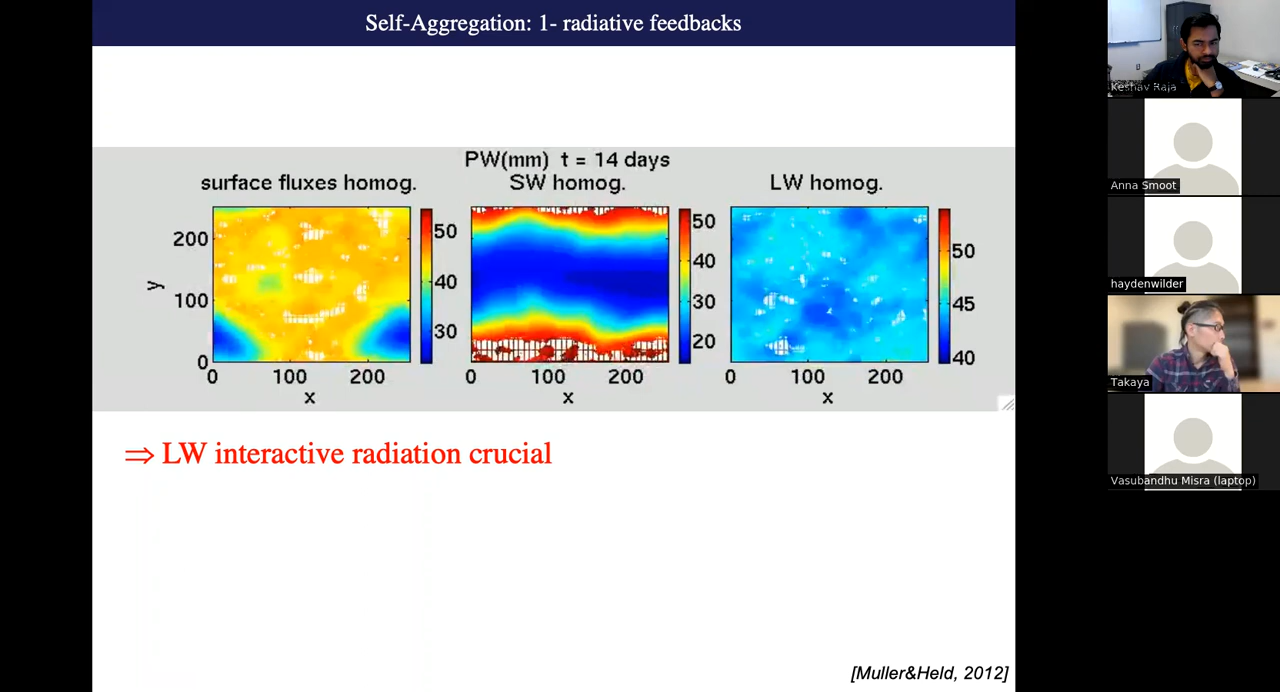 Self-Aggregation: 1- radiative feedbacks
PW(mm) t = 14 days
surface fluxes homog.
SW homog.
LW homog.
y
200
100
0
0
100
200
x
50
40
30
0
100
200
x
50
40
30
20
0
100
200
x
50
45
40
⇒ LW interactive radiation crucial
[Muller&Held, 2012]
Keshav Raja
Anna Smoot
haydenwilder
Takaya
Vasubandhu Misra (laptop)